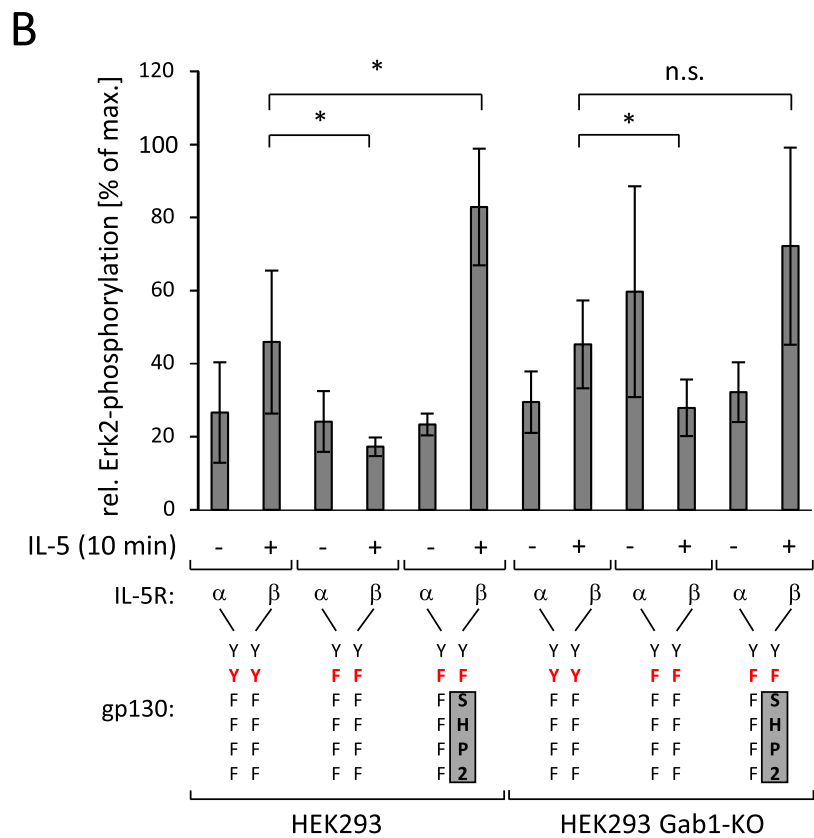 B
rel. Erk2-phosphorylation [% of max.]
120
100
80
60
40
20
0
* n.s.
* *
IL-5 (10 min) - + - + - + - + - + - +
IL-5R: α β α β α β α β α β α β
gp130:
Y Y Y Y Y Y Y Y Y Y Y Y
Y Y F F F F Y Y F F F F
F F F F F S F F F F F S
F F F F F H F F F F F H
F F F F F P F F F F F P
F F F F F 2 F F F F F 2
HEK293 HEK293 Gab1-KO